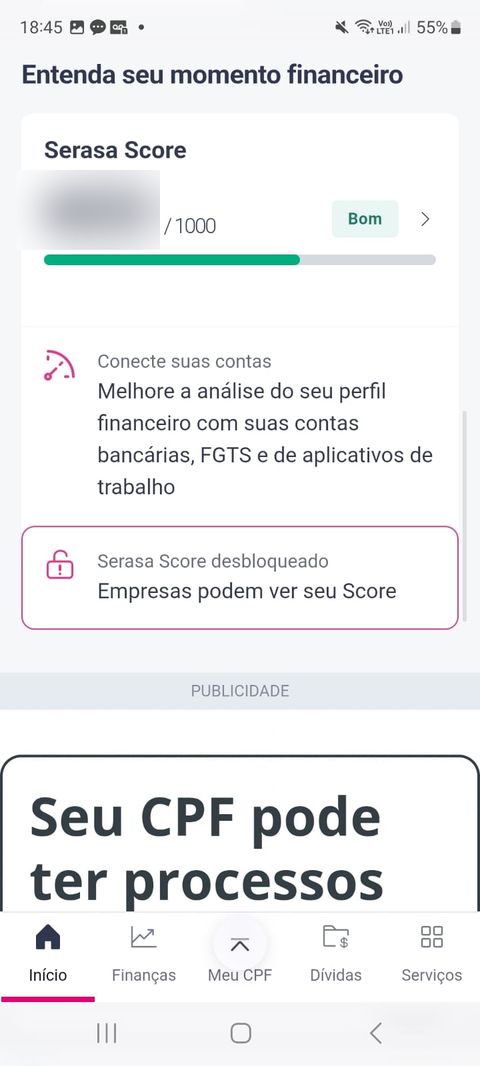 18:45 Vo) LTE1 55%
Entenda seu momento financeiro
Serasa Score
/ 1000 Bom
Conecte suas contas
Melhore a análise do seu perfil
financeiro com suas contas
bancárias, FGTS e de aplicativos de
trabalho
Serasa Score desbloqueado
Empresas podem ver seu Score
PUBLICIDADE
Seu CPF pode
ter processos
Início Finanças Meu CPF Dívidas Serviços